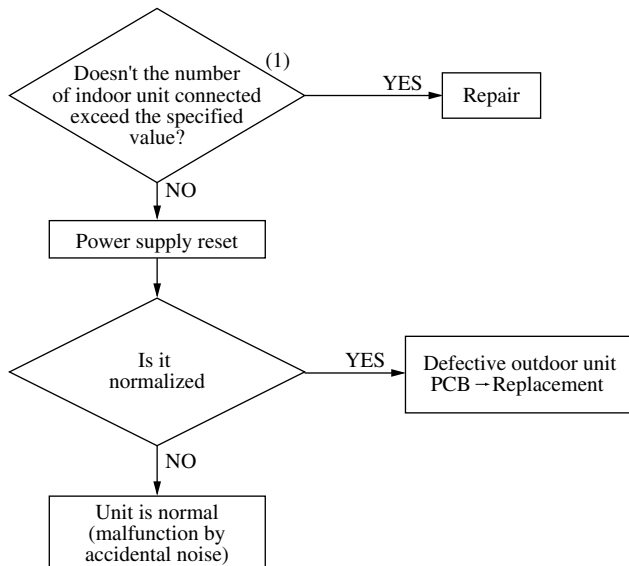 (1)
Doesn't the number
of indoor unit connected
exceed the specified
value?
YES
Repair
NO
Power supply reset
Is it
normalized
YES
Defective outdoor unit
PCB → Replacement
NO
Unit is normal
(malfunction by
accidental noise)